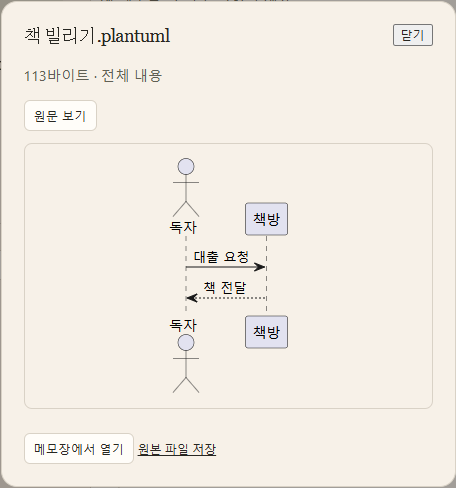 책 빌리기.plantuml
닫기
113바이트 · 전체 내용
원문 보기
독자
책방
대출 요청
책 전달
독자
책방
메모장에서 열기
원본 파일 저장